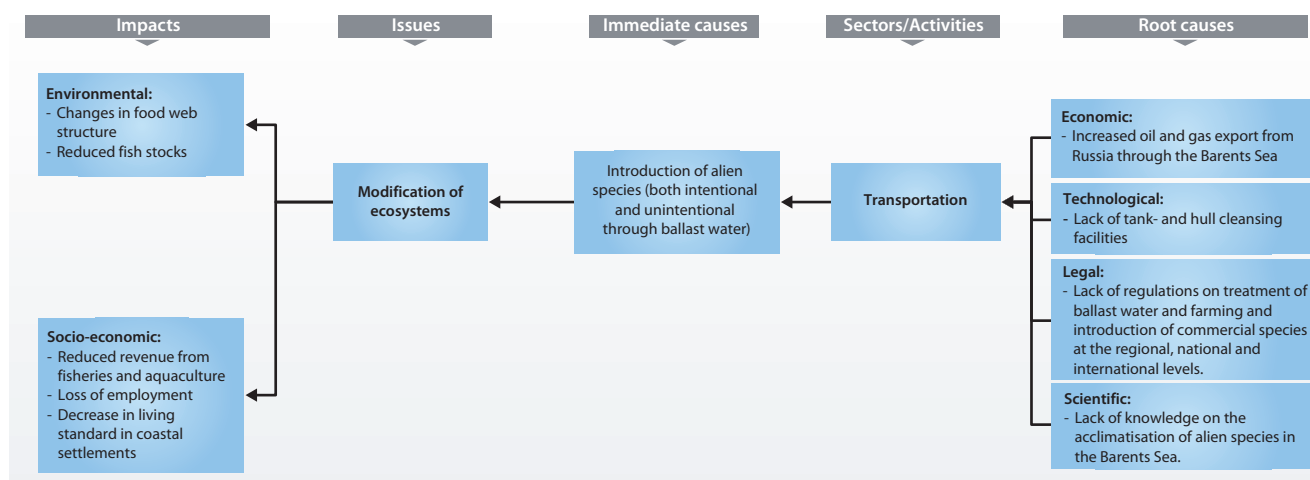 Impacts
Issues
Immediate causes
Sectors/Activities
Root causes
Environmental:
- Changes in food web
structure
- Reduced fish stocks
Socio-economic:
- Reduced revenue from
fisheries and aquaculture
- Loss of employment
- Decrease in living
standard in coastal
settlements
Modification of
ecosystems
Introduction of alien
species (both intentional
and unintentional
through ballast water)
Transportation
Economic:
- Increased oil and gas export from
Russia through the Barents Sea
Technological:
- Lack of tank- and hull cleansing
facilities
Legal:
- Lack of regulations on treatment of
ballast water and farming and
introduction of commercial species
at the regional, national and
international levels.
Scientific:
- Lack of knowledge on the
acclimatisation of alien species in
the Barents Sea.